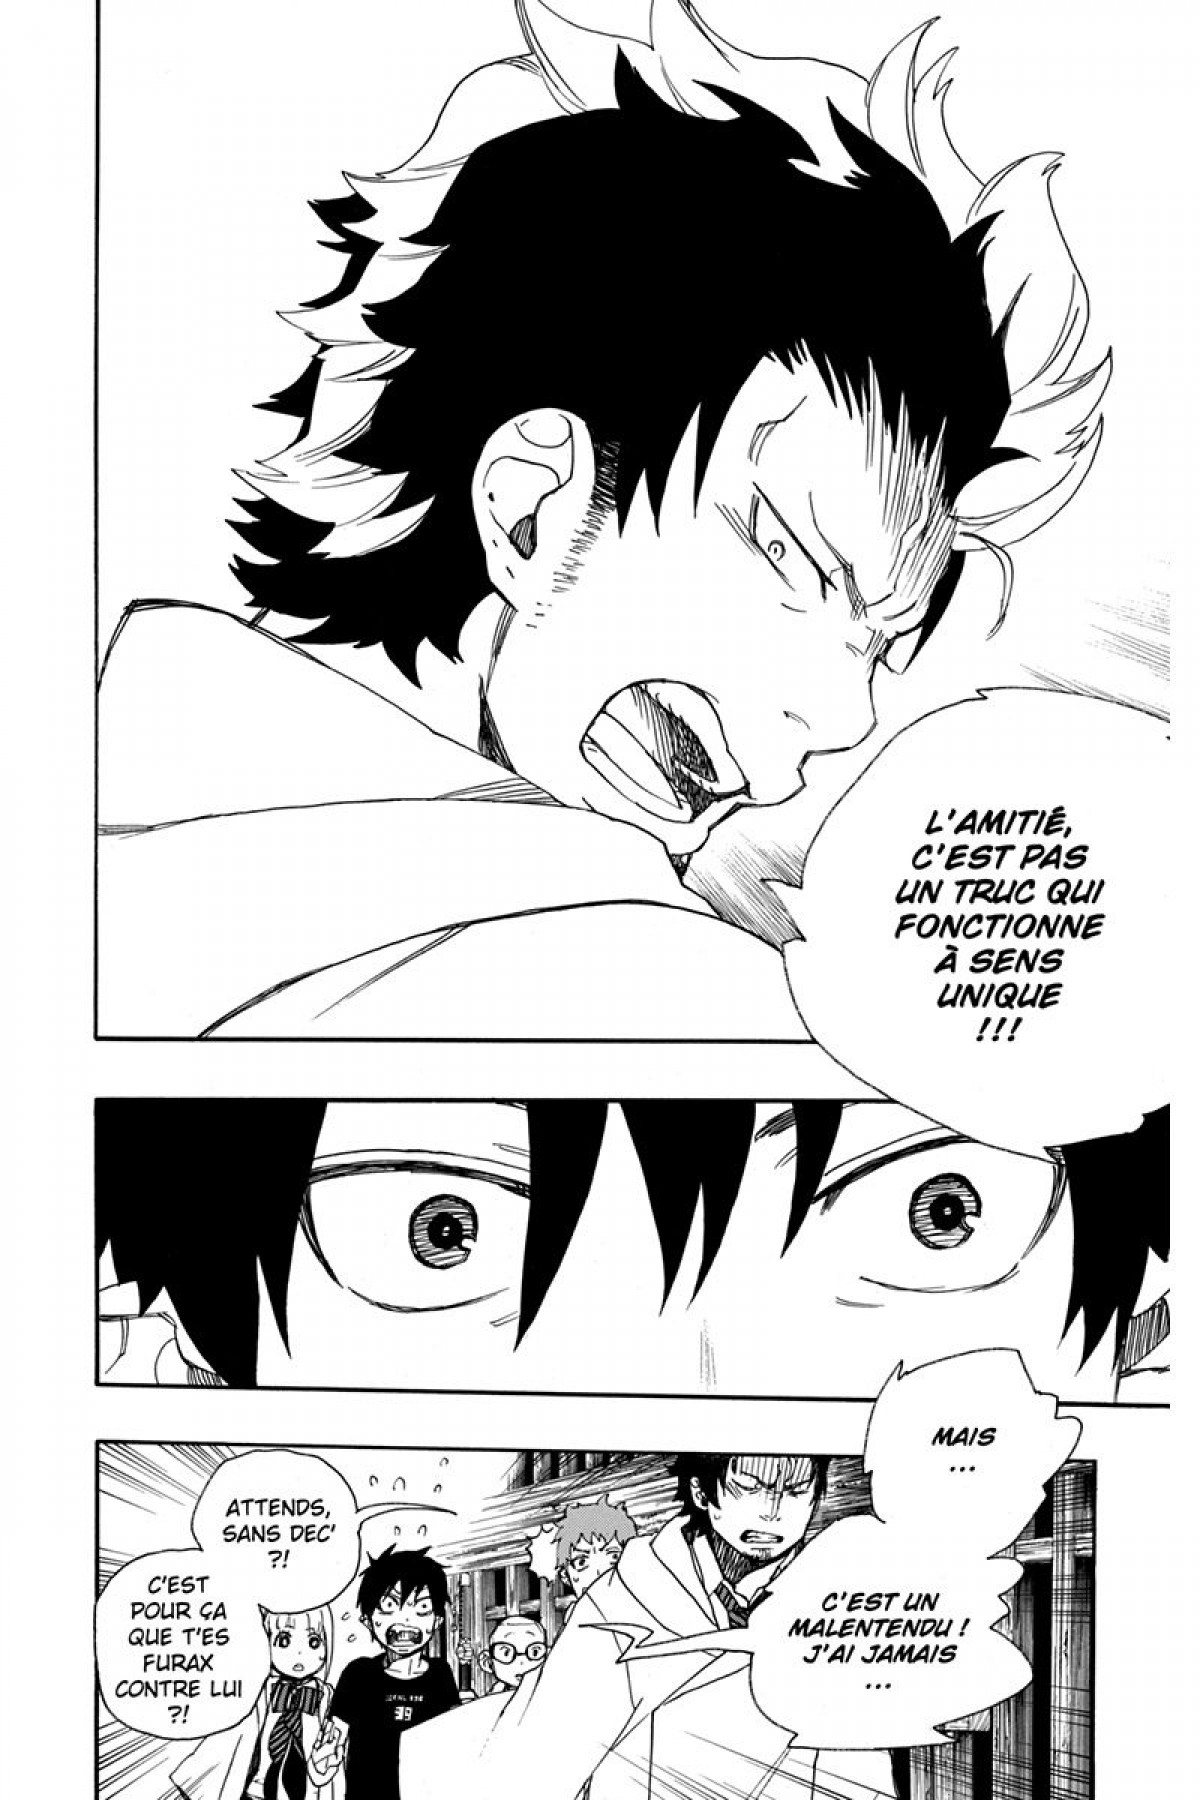 L'AMITIÉ,
C'EST PAS
UN TRUC QUI
FONCTIONNE
À SENS
UNIQUE
!!!
MAIS
...
C'EST UN
MALENTENDU !
J'AI JAMAIS
...
ATTENDS,
SANS DEC'
?!
C'EST
POUR ÇA
QUE T'ES
FURAX
CONTRE LUI
?!
39